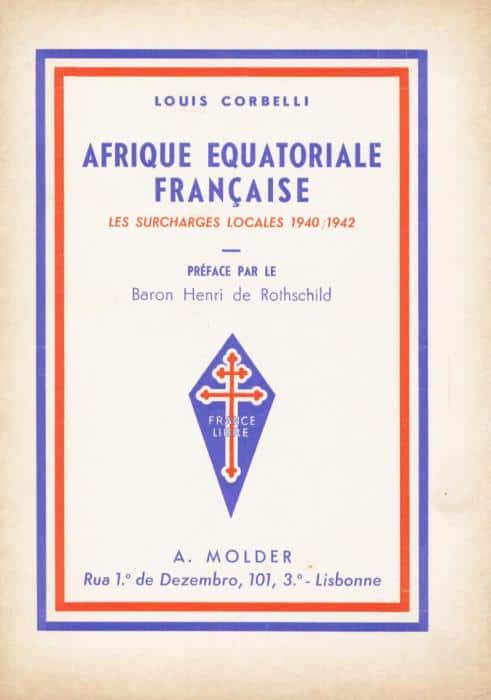 LOUIS CORBELLI
AFRIQUE EQUATORIALE
FRANÇAISE
LES SURCHARGES LOCALES 1940/1942
PRÉFACE PAR LE
Baron Henri de Rothschild
FRANCE
LIBRE
A. MOLDER
Rua 1.º de Dezembro, 101, 3.º - Lisbonne